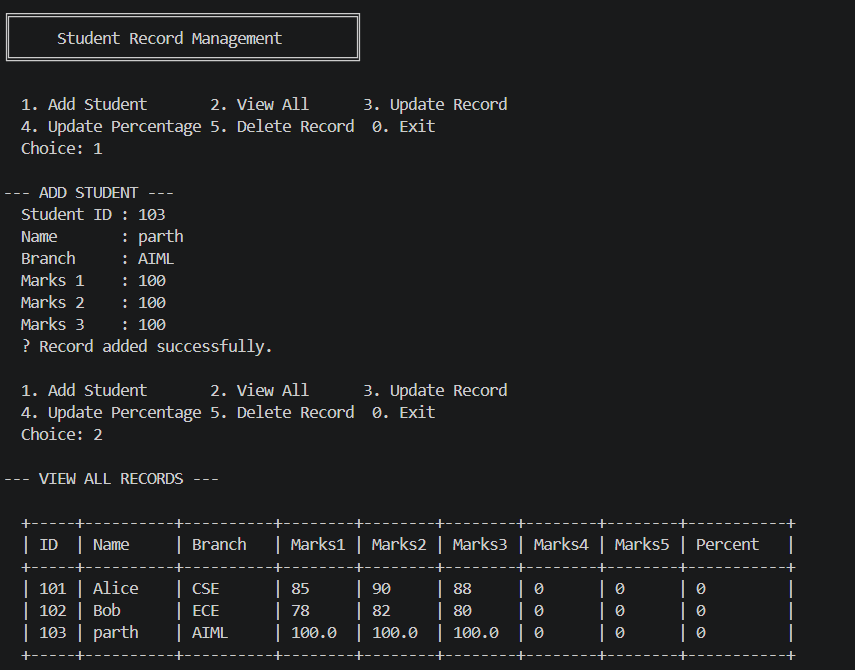 Student Record Management
1. Add Student       2. View All      3. Update Record
4. Update Percentage 5. Delete Record  0. Exit
Choice: 1
--- ADD STUDENT ---
Student ID : 103
Name       : parth
Branch     : AIML
Marks 1    : 100
Marks 2    : 100
Marks 3    : 100
? Record added successfully.
1. Add Student       2. View All      3. Update Record
4. Update Percentage 5. Delete Record  0. Exit
Choice: 2
--- VIEW ALL RECORDS ---
+-----+----------+----------+--------+--------+--------+--------+--------+-----------+
| ID  | Name     | Branch   | Marks1 | Marks2 | Marks3 | Marks4 | Marks5 | Percent   |
+-----+----------+----------+--------+--------+--------+--------+--------+-----------+
| 101 | Alice    | CSE      | 85     | 90     | 88     | 0      | 0      | 0         |
| 102 | Bob      | ECE      | 78     | 82     | 80     | 0      | 0      | 0         |
| 103 | parth    | AIML     | 100.0  | 100.0  | 100.0  | 0      | 0      | 0         |
+-----+----------+----------+--------+--------+--------+--------+--------+-----------+